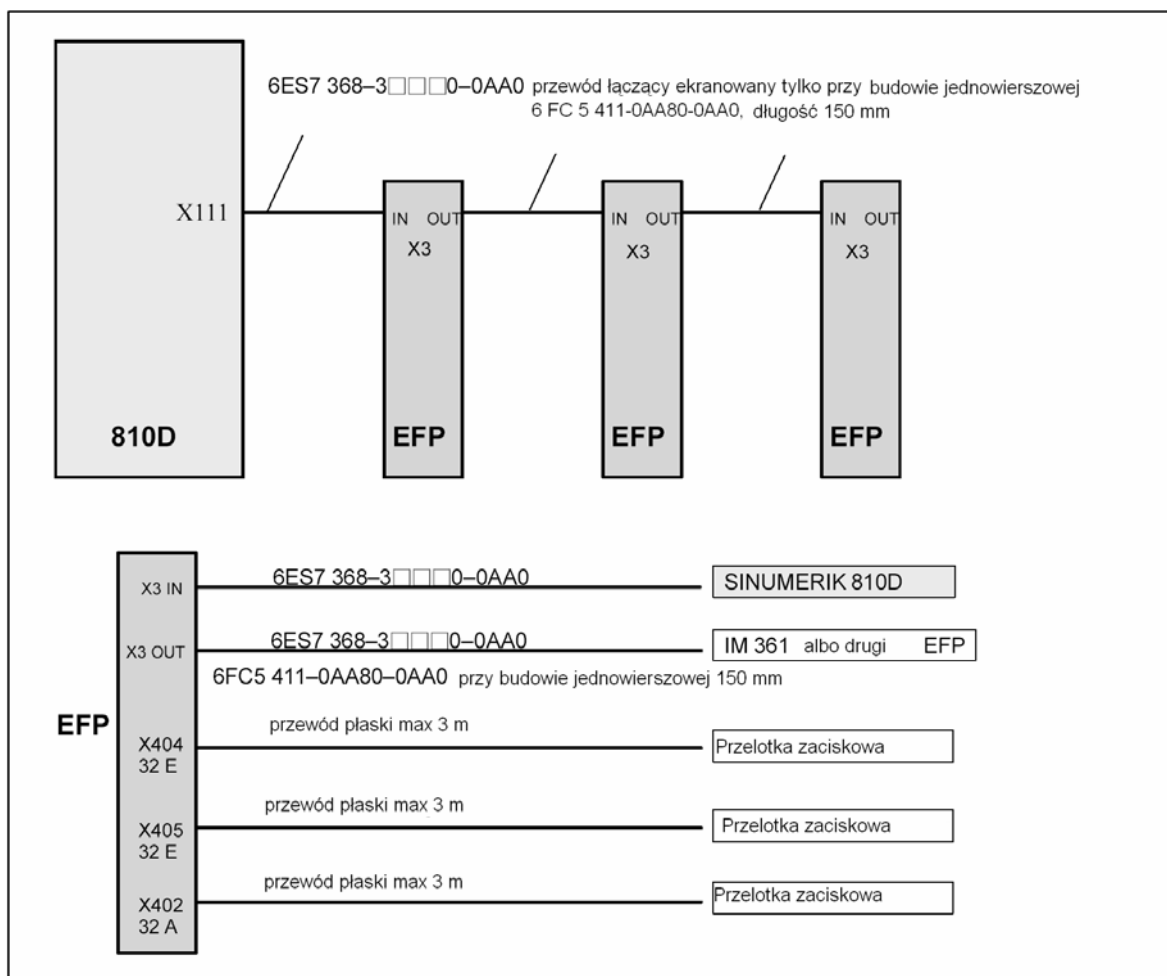 6ES7 368–3□□□0–0AA0 przewód łączący ekranowany tylko przy budowie jednowierszowej
6 FC 5 411-0AA80-0AA0, długość 150 mm
X111
IN OUT
X3
IN OUT
X3
IN OUT
X3
810D
EFP
EFP
EFP
X3 IN
6ES7 368–3□□□0–0AA0
SINUMERIK 810D
X3 OUT
6ES7 368–3□□□0–0AA0
IM 361 albo drugi EFP
6FC5 411–0AA80–0AA0 przy budowie jednowierszowej 150 mm
EFP
przewód płaski max 3 m
X404
32 E
Przelotka zaciskowa
przewód płaski max 3 m
X405
32 E
Przelotka zaciskowa
przewód płaski max 3 m
X402
32 A
Przelotka zaciskowa